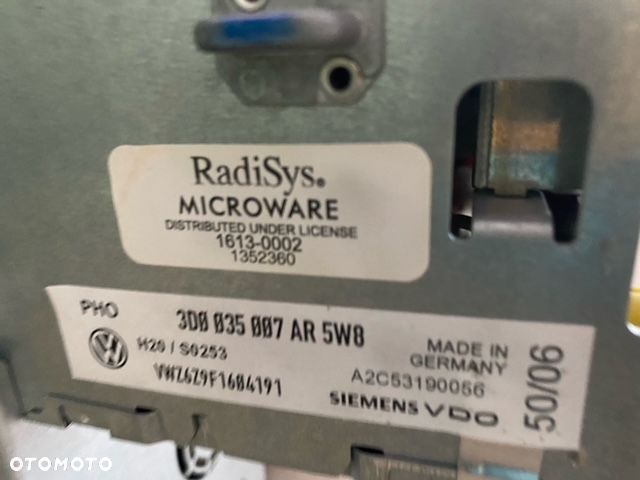 RadiSys.
MICROWARE
DISTRIBUTED UNDER LICENSE
1613-0002
1352360
PHO
3D0 035 007 AR 5W8
H20 / S0253
VWZ6Z9F1684191
MADE IN
GERMANY
A2C53190056
SIEMENS VDO
50/06
OTOMOTO